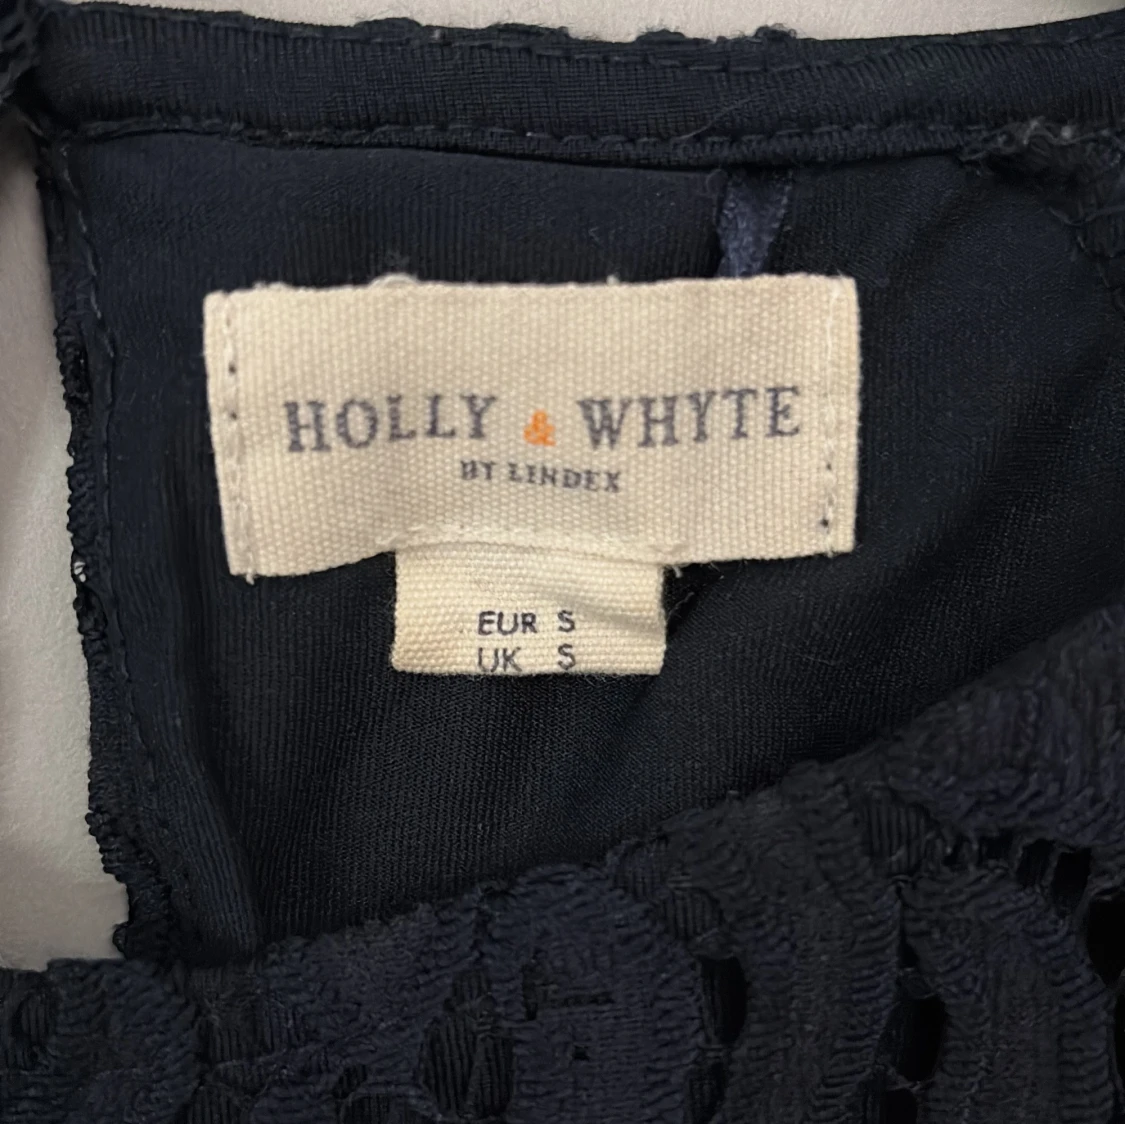 HOLLY & WHYTE
BY LINDEX
EUR S
UK S